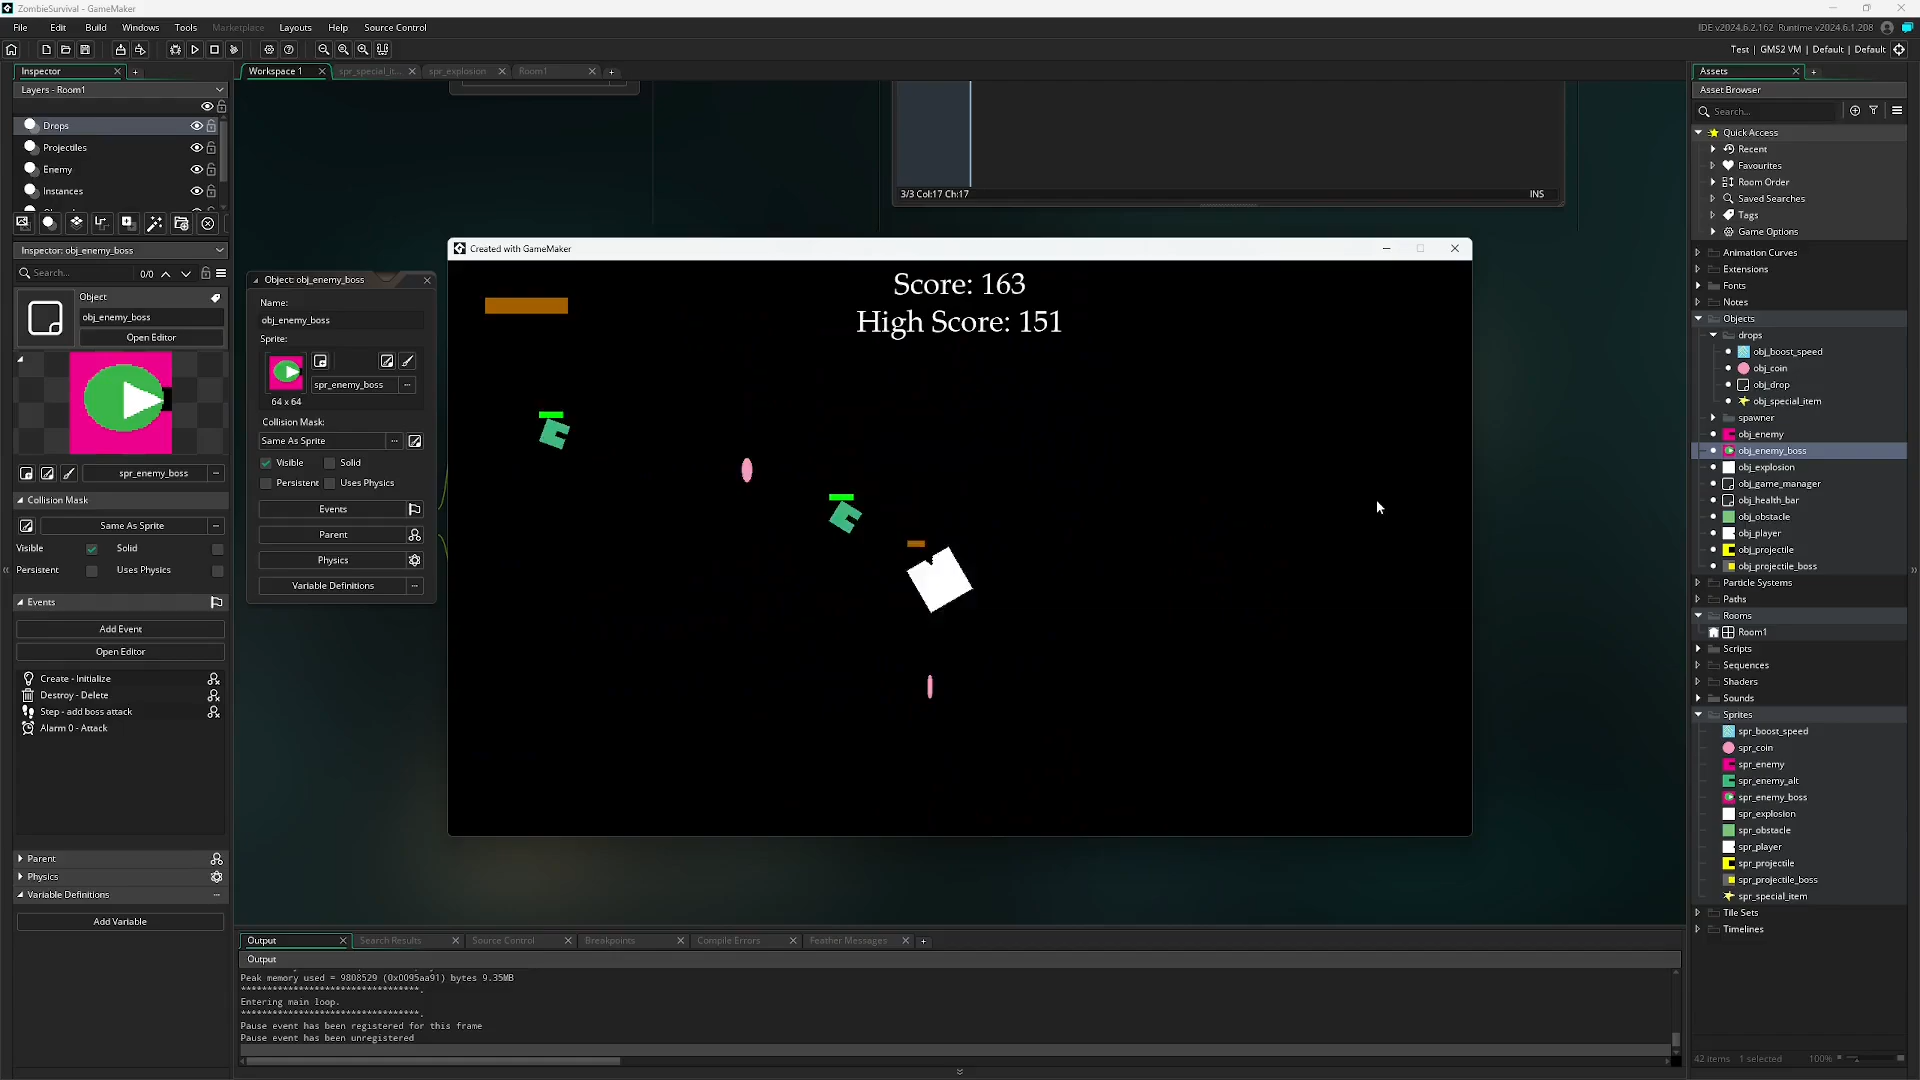 ZombieSurvival - GameMaker
File Edit Build Windows Tools Marketplace Layouts Help Source Control
IDE v2024.6.2.162 Runtime v2024.6.1.208
Test | GMS2 VM | Default | Default
Inspector
Layers - Room1
Drops
Projectiles
Enemy
Instances
Inspector: obj_enemy_boss
Search... 0/0
Object
obj_enemy_boss
Open Editor
spr_enemy_boss
Collision Mask
Same As Sprite
Visible Solid
Persistent Uses Physics
Events
Add Event
Open Editor
Create - Initialize
Destroy - Delete
Step - add boss attack
Alarm 0 - Attack
Parent
Physics
Variable Definitions
Add Variable
Workspace 1 spr_special_it... spr_explosion Room1
3/3 Col:17 Ch:17 INS
Object: obj_enemy_boss
Name:
obj_enemy_boss
Sprite:
spr_enemy_boss
64 x 64
Collision Mask:
Same As Sprite
Visible Solid
Persistent Uses Physics
Events
Parent
Physics
Variable Definitions
Created with GameMaker
Score: 163
High Score: 151
Output Search Results Source Control Breakpoints Compile Errors Feather Messages
Output
Peak memory used = 9808529 (0x0095aa91) bytes 9.35MB
Entering main loop.
Pause event has been registered for this frame
Pause event has been unregistered
Assets
Asset Browser
Search...
Quick Access
Recent
Favourites
Room Order
Saved Searches
Tags
Game Options
Animation Curves
Extensions
Fonts
Notes
Objects
drops
obj_boost_speed
obj_coin
obj_drop
obj_special_item
spawner
obj_enemy
obj_enemy_boss
obj_explosion
obj_game_manager
obj_health_bar
obj_obstacle
obj_player
obj_projectile
obj_projectile_boss
Particle Systems
Paths
Rooms
Room1
Scripts
Sequences
Shaders
Sounds
Sprites
spr_boost_speed
spr_coin
spr_enemy
spr_enemy_alt
spr_enemy_boss
spr_explosion
spr_obstacle
spr_player
spr_projectile
spr_projectile_boss
spr_special_item
Tile Sets
Timelines
42 items 1 selected 100%